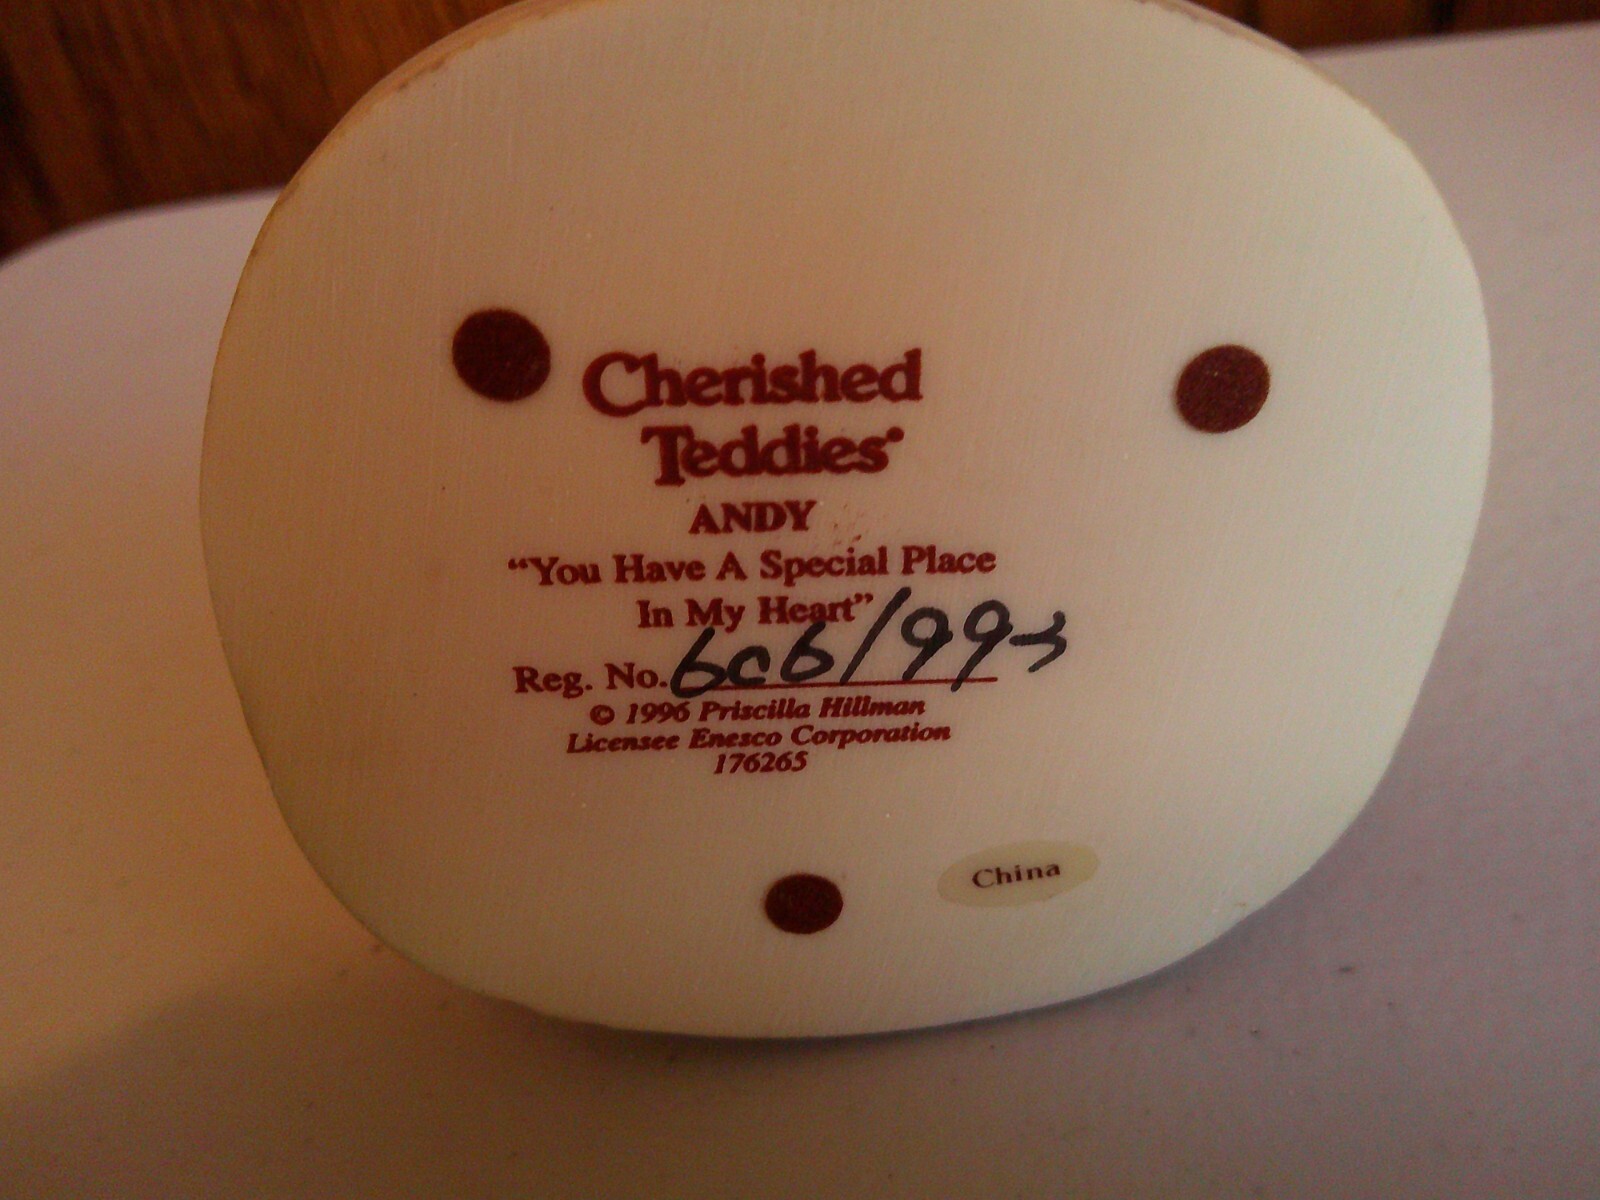 Cherished
Teddies®
ANDY
“You Have A Special Place
In My Heart”
Reg. No. 6c6/993
© 1996 Priscilla Hillman
Licensee Enesco Corporation
176265
China